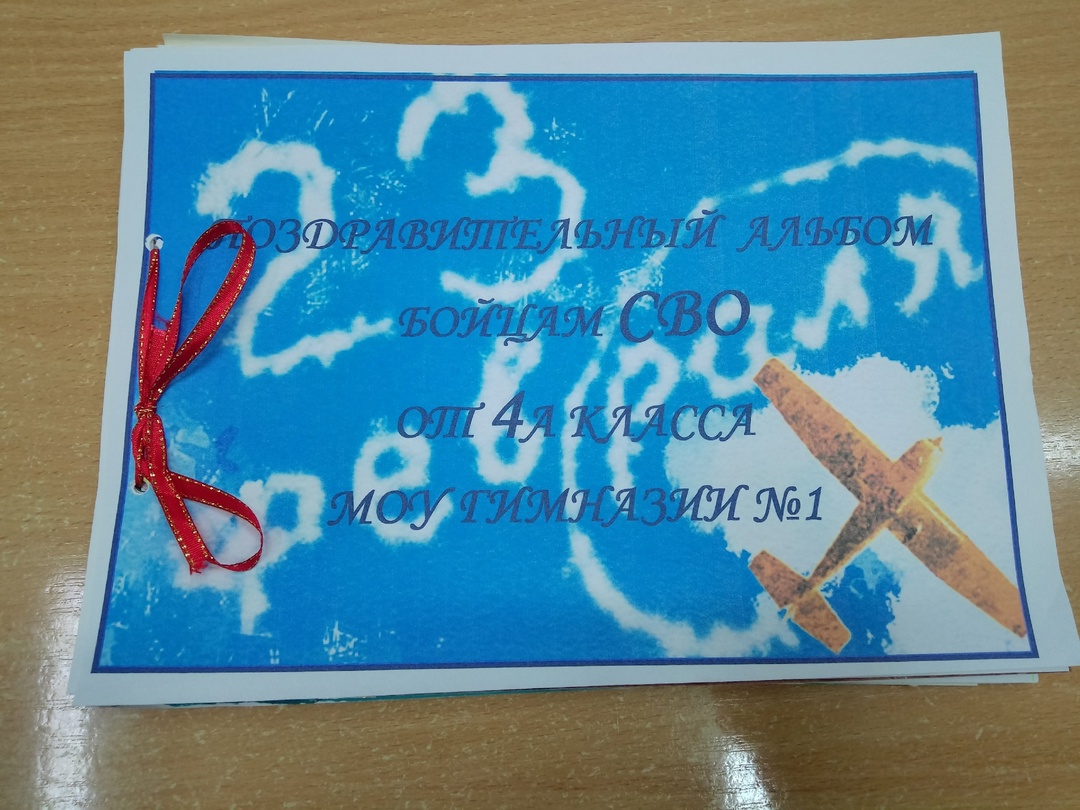 23
февраля
ПОЗДРАВИТЕЛЬНЫЙ АЛЬБОМ
БОЙЦАМ СВО
ОТ 4А КЛАССА
МОУ ГИМНАЗИИ №1